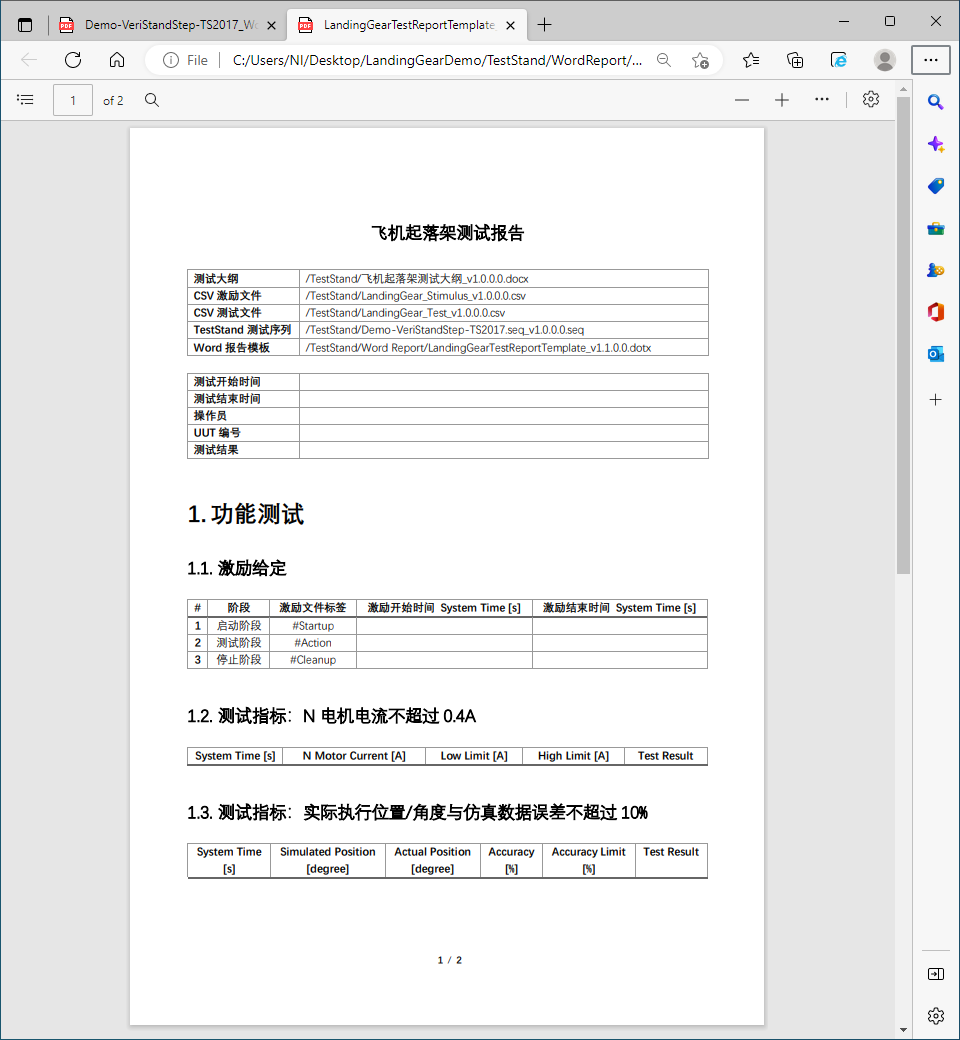 Demo-VeriStandStep-TS2017_Wo
LandingGearTestReportTemplate
File
C:/Users/NI/Desktop/LandingGearDemo/TestStand/WordReport/...
1 of 2
飞机起落架测试报告
测试大纲 /TestStand/飞机起落架测试大纲_v1.0.0.0.docx
CSV 激励文件 /TestStand/LandingGear_Stimulus_v1.0.0.0.csv
CSV 测试文件 /TestStand/LandingGear_Test_v1.0.0.0.csv
TestStand 测试序列 /TestStand/Demo-VeriStandStep-TS2017.seq_v1.0.0.0.seq
Word 报告模板 /TestStand/Word Report/LandingGearTestReportTemplate_v1.1.0.0.dotx
测试开始时间
测试结束时间
操作员
UUT 编号
测试结果
1. 功能测试
1.1. 激励给定
# 阶段 激励文件标签 激励开始时间 System Time [s] 激励结束时间 System Time [s]
1 启动阶段 #Startup
2 测试阶段 #Action
3 停止阶段 #Cleanup
1.2. 测试指标：N 电机电流不超过 0.4A
System Time [s] N Motor Current [A] Low Limit [A] High Limit [A] Test Result
1.3. 测试指标：实际执行位置/角度与仿真数据误差不超过 10%
System Time Simulated Position Actual Position Accuracy Accuracy Limit Test Result
[s] [degree] [degree] [%] [%]
1 / 2